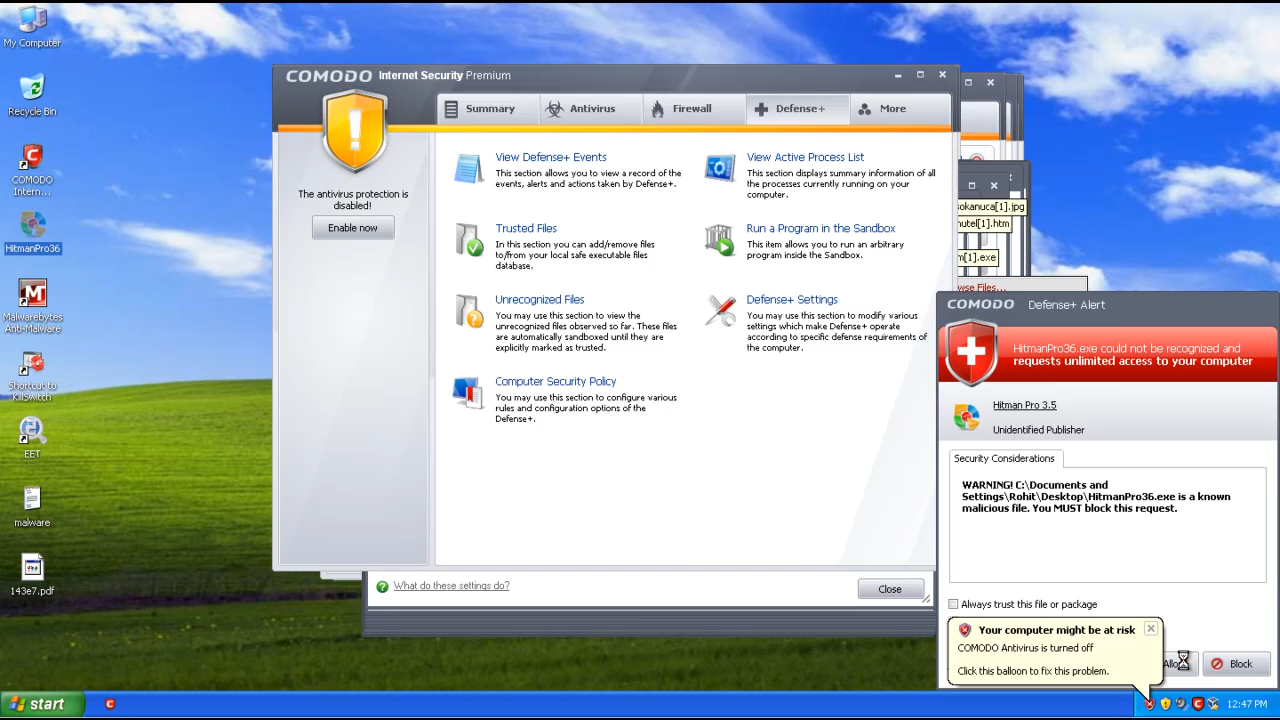 My Computer
Recycle Bin
COMODO
Intern...
HitmanPro36
Malwarebytes
Anti-Malware
Shortcut to
KillSwitch
EET
malware
143e7.pdf
COMODO Internet Security Premium
Summary
Antivirus
Firewall
Defense+
More
The antivirus protection is
disabled!
Enable now
View Defense+ Events
This section allows you to view a record of the
events, alerts and actions taken by Defense+.
View Active Process List
This section displays summary information of all
the processes currently running on your
computer.
Trusted Files
In this section you can add/remove files
to/from your local safe executable files
database.
Run a Program in the Sandbox
This item allows you to run an arbitrary
program inside the Sandbox.
Unrecognized Files
You may use this section to view the
unrecognized files observed so far. These files
are automatically sandboxed until they are
explicitly marked as trusted.
Defense+ Settings
You may use this section to modify various
settings which make Defense+ operate
according to specific defense requirements of
the computer.
Computer Security Policy
You may use this section to configure various
rules and configuration options of the
Defense+.
What do these settings do?
Close
sokanuca[1].jpg
nutel[1].htm
m[1].exe
wse Files...
COMODO Defense+ Alert
HitmanPro36.exe could not be recognized and
requests unlimited access to your computer
Hitman Pro 3.5
Unidentified Publisher
Security Considerations
WARNING! C:\Documents and
Settings\Rohit\Desktop\HitmanPro36.exe is a known
malicious file. You MUST block this request.
Always trust this file or package
Your computer might be at risk
COMODO Antivirus is turned off
Click this balloon to fix this problem.
Block
start
12:47 PM